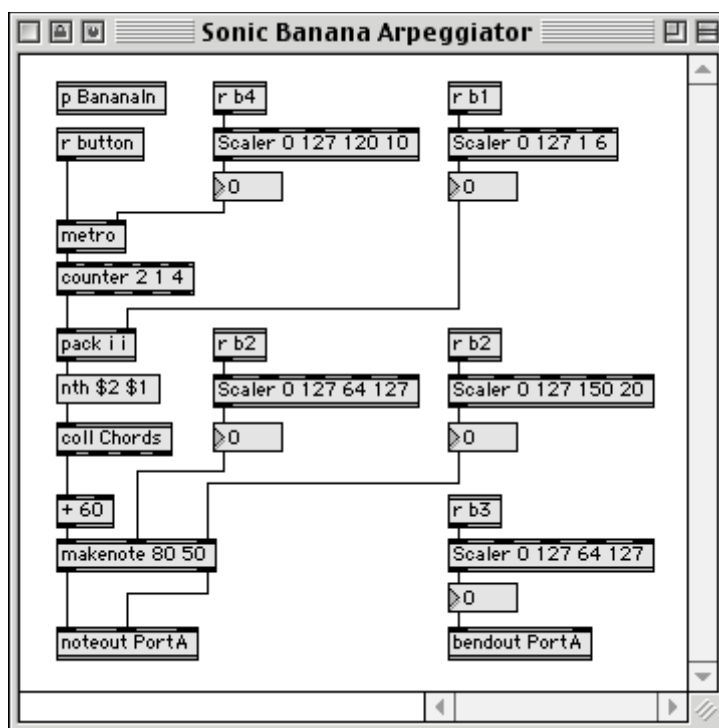 Sonic Banana Arpeggiator
p BananaIn
r b4
r b1
r button
Scaler 0 127 120 10
Scaler 0 127 1 6
0
0
metro
counter 2 1 4
pack i i
r b2
r b2
nth $2 $1
Scaler 0 127 64 127
Scaler 0 127 150 20
coll Chords
0
0
+ 60
r b3
makenote 80 50
Scaler 0 127 64 127
0
noteout PortA
bendout PortA